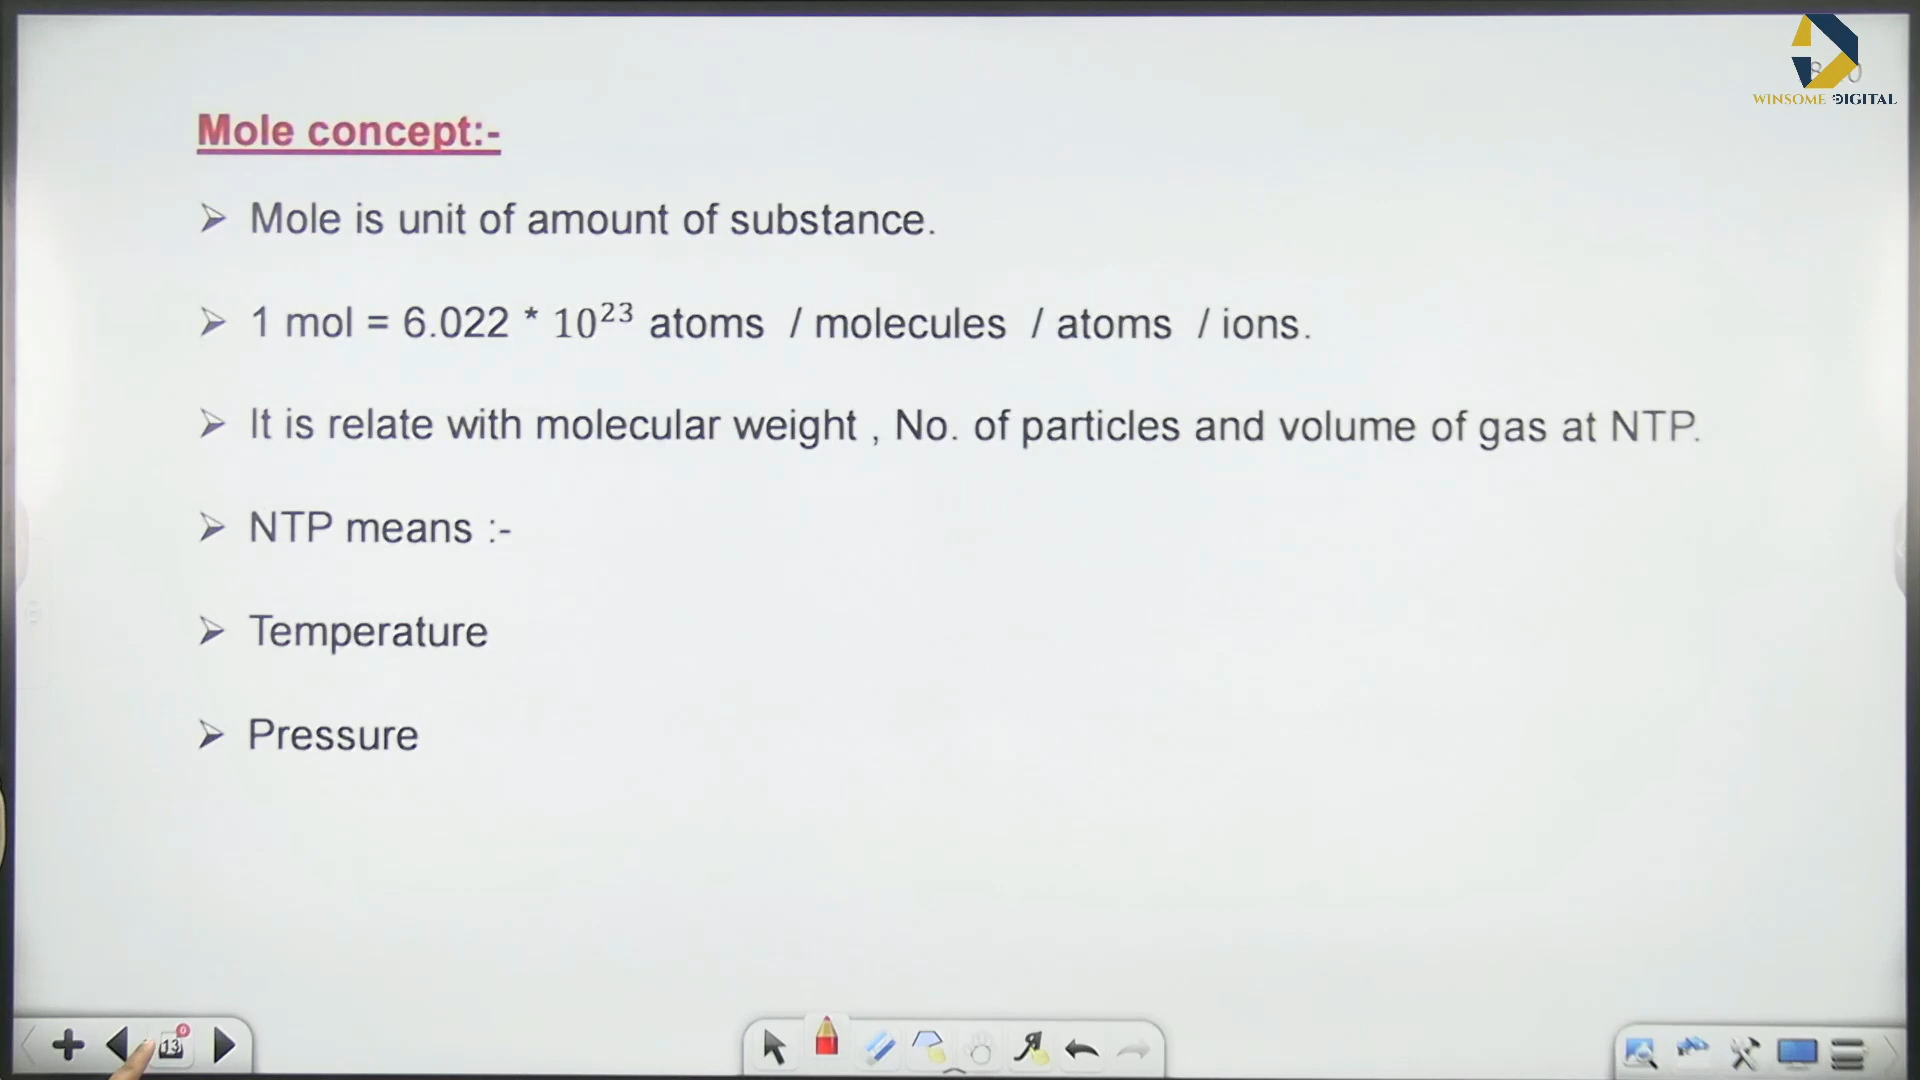 WINSOME DIGITAL
Mole concept:-
➢ Mole is unit of amount of substance.
➢ 1 mol = 6.022 * 10²³ atoms / molecules / atoms / ions.
➢ It is relate with molecular weight , No. of particles and volume of gas at NTP.
➢ NTP means :-
➢ Temperature
➢ Pressure
0
13